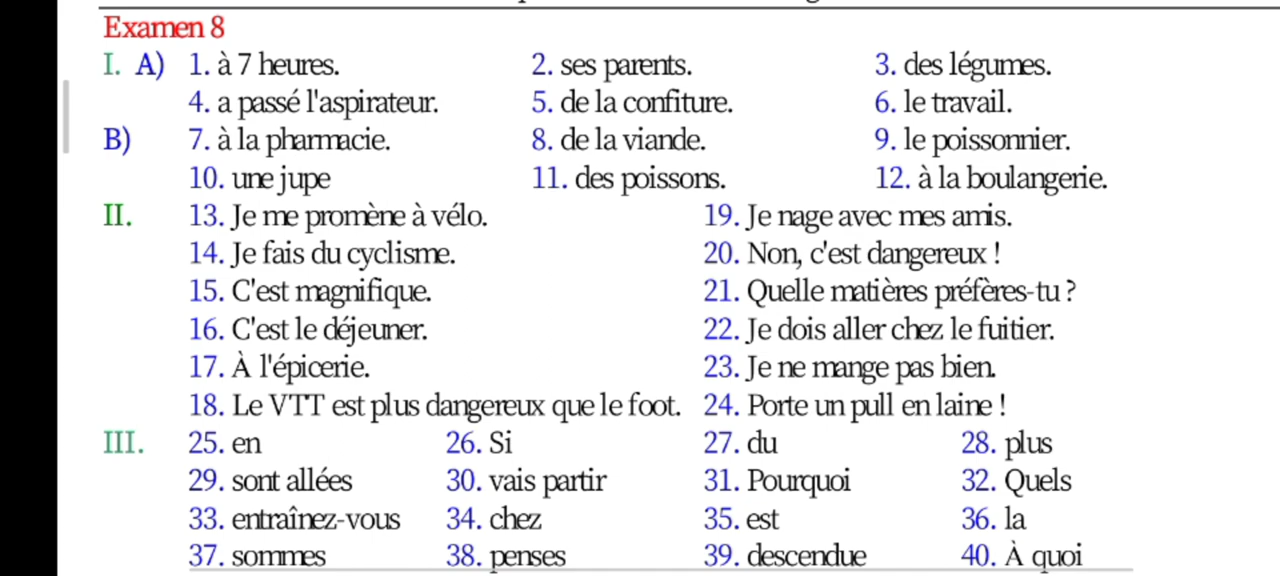 Examen 8
I. A) 1. à 7 heures. 2. ses parents. 3. des légumes.
4. a passé l'aspirateur. 5. de la confiture. 6. le travail.
B) 7. à la pharmacie. 8. de la viande. 9. le poissonnier.
10. une jupe 11. des poissons. 12. à la boulangerie.
II. 13. Je me promène à vélo. 19. Je nage avec mes amis.
14. Je fais du cyclisme. 20. Non, c'est dangereux !
15. C'est magnifique. 21. Quelle matières préfères-tu ?
16. C'est le déjeuner. 22. Je dois aller chez le fuitier.
17. À l'épicerie. 23. Je ne mange pas bien.
18. Le VTT est plus dangereux que le foot. 24. Porte un pull en laine !
III. 25. en 26. Si 27. du 28. plus
29. sont allées 30. vais partir 31. Pourquoi 32. Quels
33. entraînez-vous 34. chez 35. est 36. la
37. sommes 38. penses 39. descendue 40. À quoi